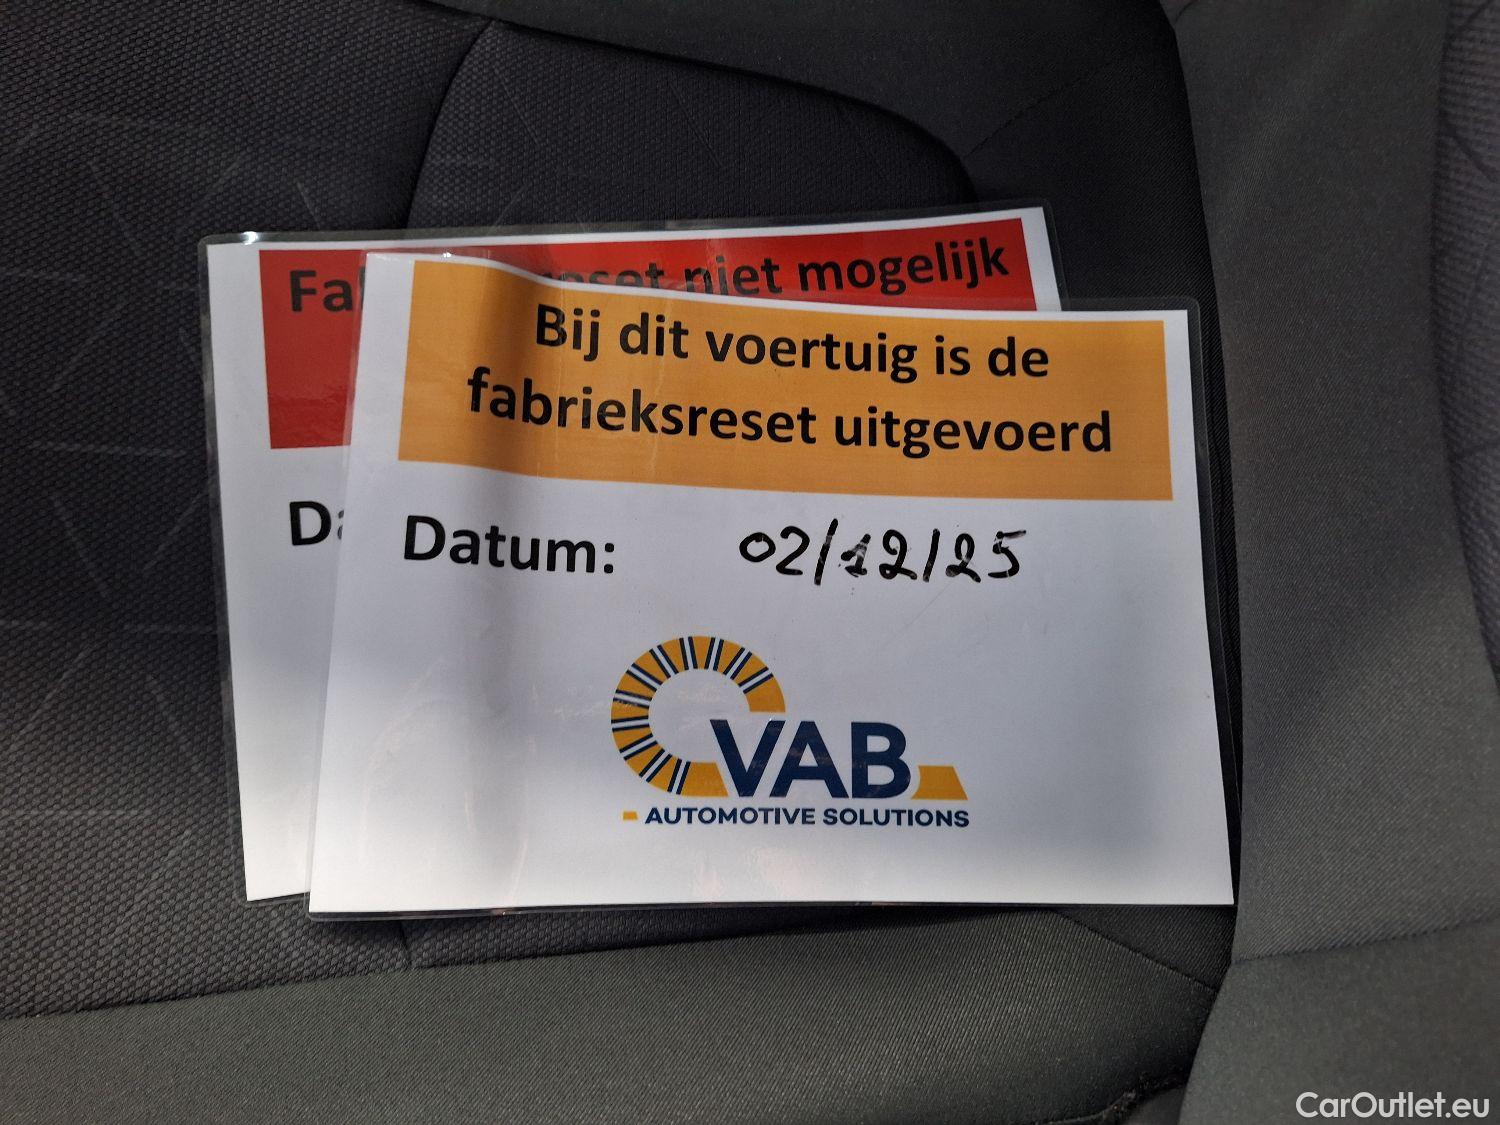 reset niet mogelijk
Bij dit voertuig is de
fabrieksreset uitgevoerd
Datum: 02/12/25
VAB
AUTOMOTIVE SOLUTIONS
CarOutlet.eu